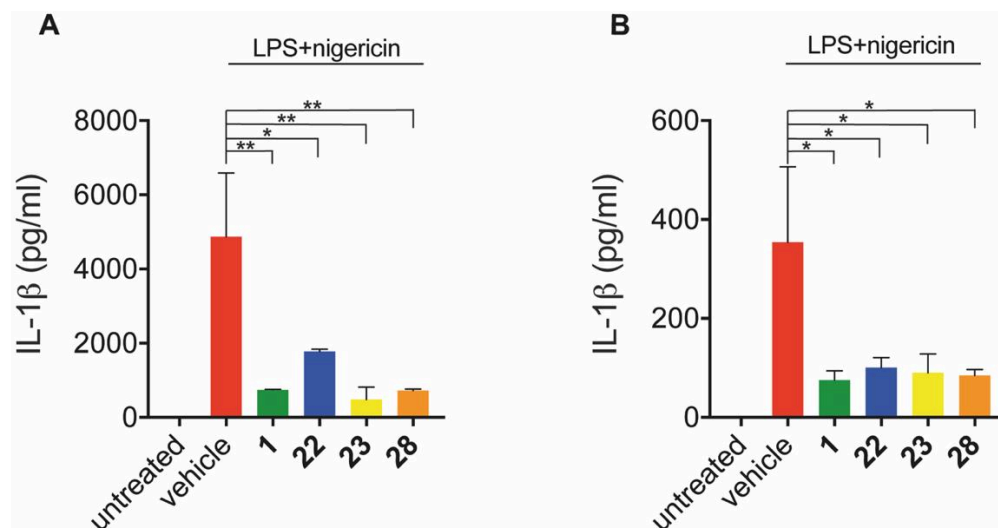 A
LPS+nigericin
**
**
*
**
8000
6000
4000
2000
0
IL-1β (pg/ml)
untreated
vehicle
1
22
23
28
B
LPS+nigericin
*
*
*
*
600
400
200
0
IL-1β (pg/ml)
untreated
vehicle
1
22
23
28